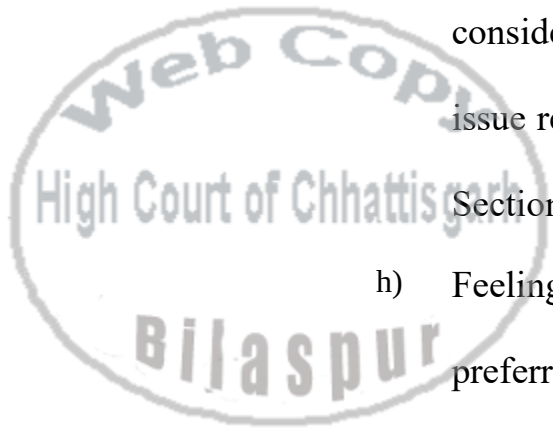 Web Copy
conside
issue re
High Court of Chhattisgarh
Section
h) Feeling
Bilaspur
preferr